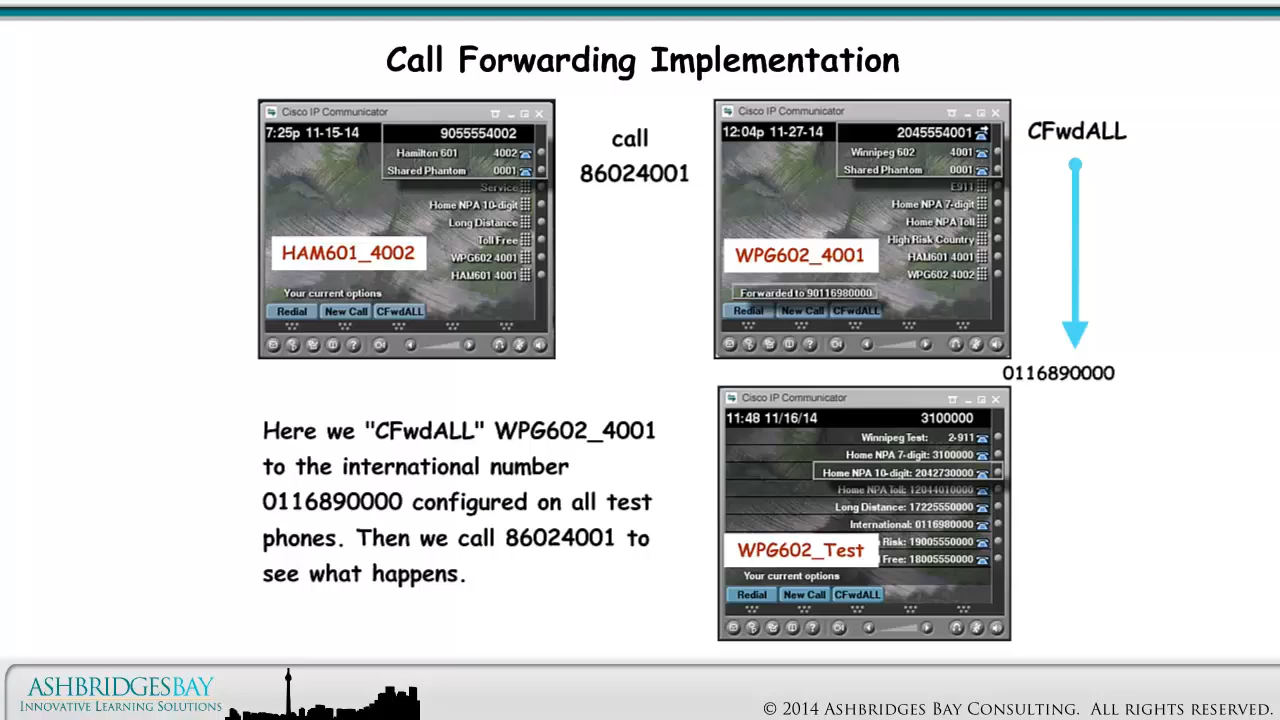 Call Forwarding Implementation
Cisco IP Communicator
7:25p 11-15-14 9055554002
Hamilton 601 4002
Shared Phantom 0001
Service
Home NPA 10-digit
Long Distance
Toll Free
WPG602 4001
HAM601 4001
HAM601_4002
Your current options
Redial New Call CFwdALL
call
86024001
Cisco IP Communicator
12:04p 11-27-14 2045554001
Winnipeg 602 4001
Shared Phantom 0001
E911
Home NPA 7-digit
Home NPA Toll
High Risk Country
HAM601 4001
WPG602 4002
WPG602_4001
Forwarded to 90116980000
Redial New Call CFwdALL
CFwdALL
0116890000
Here we "CFwdALL" WPG602_4001
to the international number
0116890000 configured on all test
phones. Then we call 86024001 to
see what happens.
Cisco IP Communicator
11:48 11/16/14 3100000
Winnipeg Test: 2-911
Home NPA 7-digit: 3100000
Home NPA 10-digit: 2042730000
Home NPA Toll: 12044010000
Long Distance: 17225550000
International: 0116980000
Risk: 19005550000
Free: 18005550000
WPG602_Test
Your current options
Redial New Call CFwdALL
ASHBRIDGESBAY
INNOVATIVE LEARNING SOLUTIONS
© 2014 ASHBRIDGES BAY CONSULTING. ALL RIGHTS RESERVED.